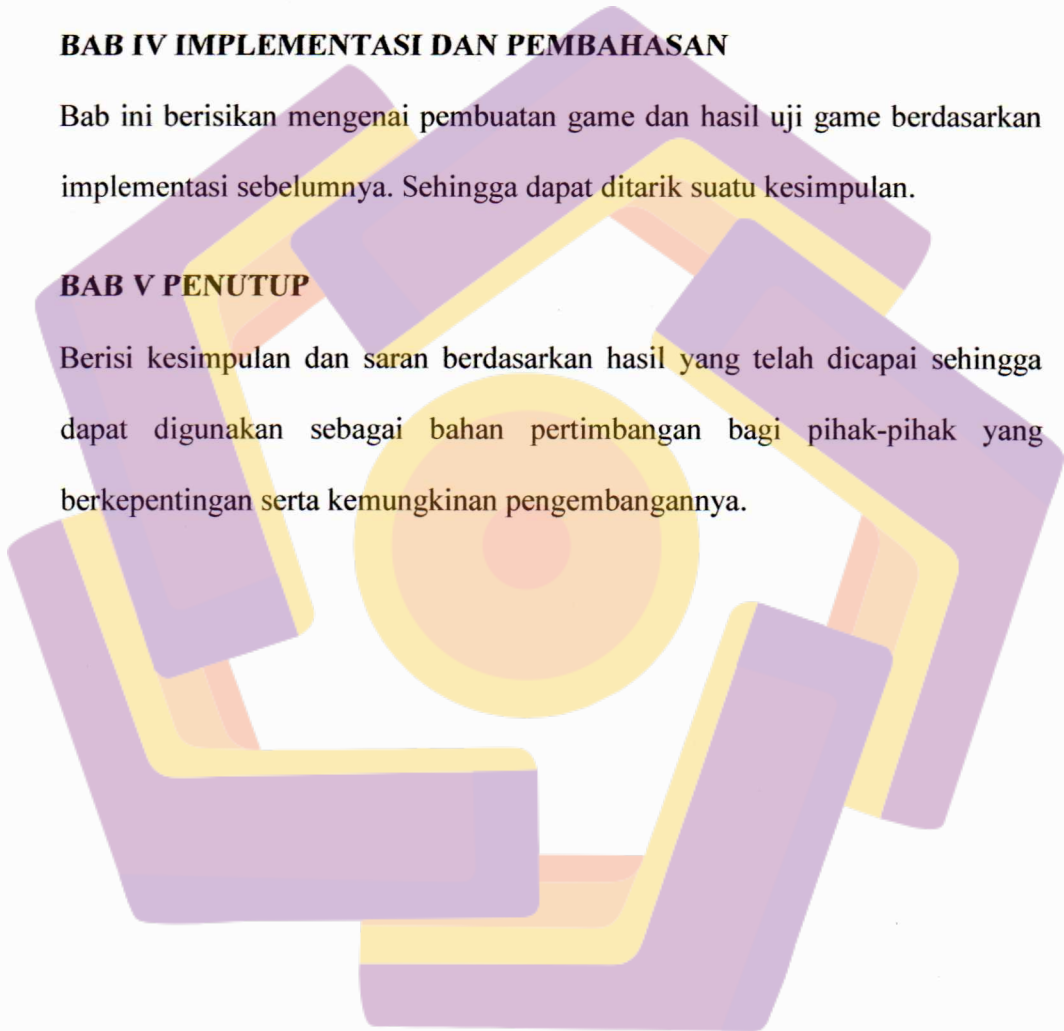 BAB IV IMPLEMENTASI DAN PEMBAHASAN
Bab ini berisikan mengenai pembuatan game dan hasil uji game berdasarkan
implementasi sebelumnya. Sehingga dapat ditarik suatu kesimpulan.
BAB V PENUTUP
Berisi kesimpulan dan saran berdasarkan hasil yang telah dicapai sehingga
dapat digunakan sebagai bahan pertimbangan bagi pihak-pihak yang
berkepentingan serta kemungkinan pengembangannya.